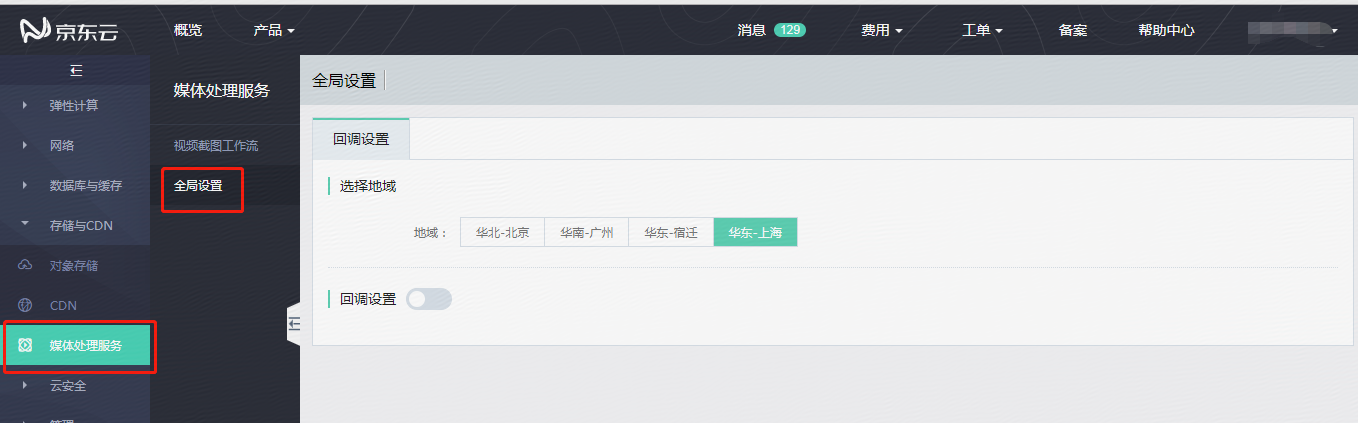 京东云 概览 产品 消息 129 费用 工单 备案 帮助中心
弹性计算
网络
数据库与缓存
存储与CDN
对象存储
CDN
媒体处理服务
云安全
管理
媒体处理服务
视频截图工作流
全局设置
全局设置
回调设置
选择地域
地域： 华北-北京 华南-广州 华东-宿迁 华东-上海
回调设置